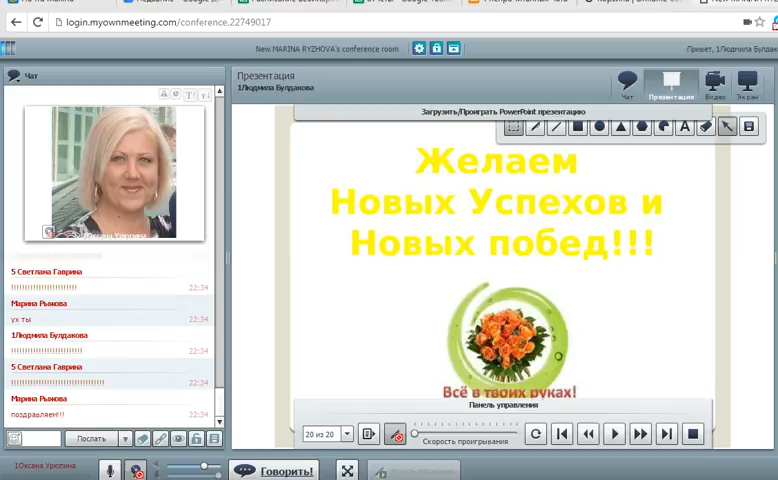 login.myownmeeting.com/conference.22749017
New MARINA RYZHOVA's conference room
Привет, 1Людмила Булдак
Чат
Презентация
1Людмила Булдакова
Чат
Презентация
Видео
Экран
Загрузить/Проиграть PowerPoint презентацию
Желаем
Новых Успехов и
Новых побед!!!
Всё в твоих руках!
1Оксана Урюпина
5 Светлана Гаврина
!!!!!!!!!!!!!!!!!!!!!!!! 22:34
Марина Рыжова
ух ты 22:34
1Людмила Булдакова
!!!!!!!!!!!!!!!!!!!!!!!!!! 22:34
5 Светлана Гаврина
!!!!!!!!!!!!!!!!!!!!!!!!!!!!!!!!!! 22:34
Марина Рыжова
поздравляем!!! 22:34
Послать
Панель управления
20 из 20
Скорость проигрывания
1Оксана Урюпина
Говорить!